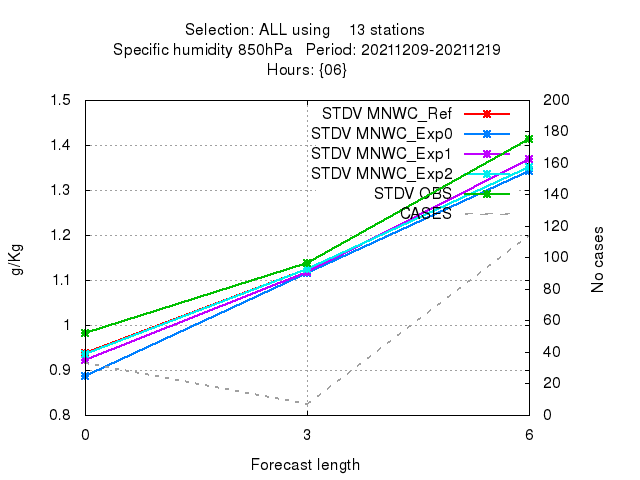 Selection: ALL using 13 stations
Specific humidity 850hPa Period: 20211209-20211219
Hours: {06}
1.5
1.4
1.3
1.2
1.1
1
0.9
0.8
g/Kg
STDV MNWC_Ref
STDV MNWC_Exp0
STDV MNWC_Exp1
STDV MNWC_Exp2
STDV OBS
CASES
200
180
160
140
120
100
80
60
40
20
0
No cases
0 3 6
Forecast length